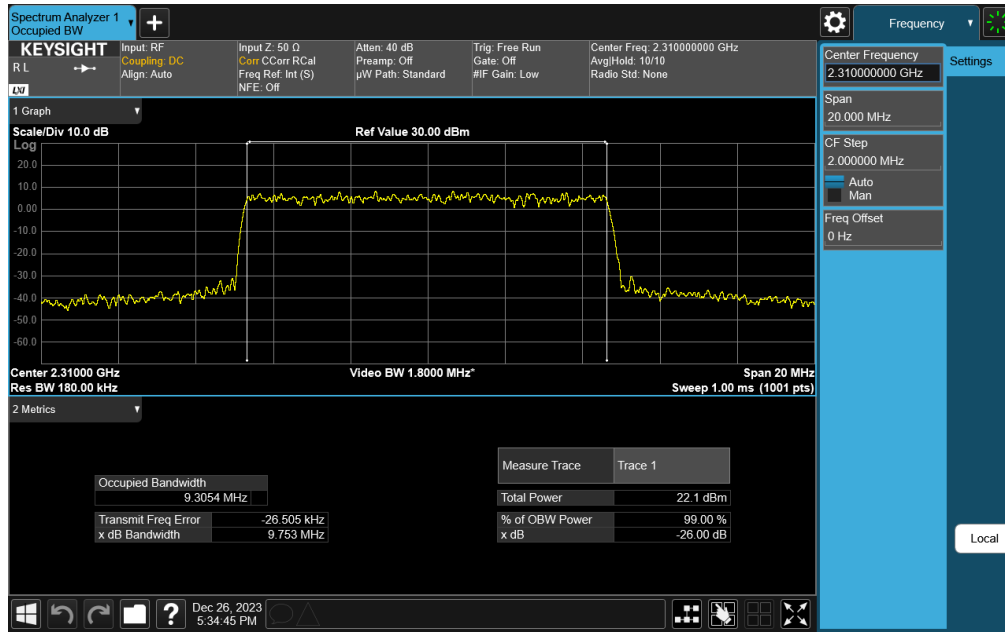 Spectrum Analyzer 1
Occupied BW
Frequency
KEYSIGHT
R L
LXI
Input: RF
Coupling: DC
Align: Auto
Input Z: 50 Ω
Corr CCorr RCal
Freq Ref: Int (S)
NFE: Off
Atten: 40 dB
Preamp: Off
µW Path: Standard
Trig: Free Run
Gate: Off
#IF Gain: Low
Center Freq: 2.310000000 GHz
Avg|Hold: 10/10
Radio Std: None
Center Frequency
2.310000000 GHz
Settings
Span
20.000 MHz
CF Step
2.000000 MHz
Auto
Man
Freq Offset
0 Hz
Local
1 Graph
Scale/Div 10.0 dB
Ref Value 30.00 dBm
Log
20.0
10.0
0.00
-10.0
-20.0
-30.0
-40.0
-50.0
-60.0
Center 2.31000 GHz
Video BW 1.8000 MHz*
Span 20 MHz
Res BW 180.00 kHz
Sweep 1.00 ms (1001 pts)
2 Metrics
Occupied Bandwidth
9.3054 MHz
Transmit Freq Error -26.505 kHz
x dB Bandwidth 9.753 MHz
Measure Trace Trace 1
Total Power 22.1 dBm
% of OBW Power 99.00 %
x dB -26.00 dB
?
Dec 26, 2023
5:34:45 PM